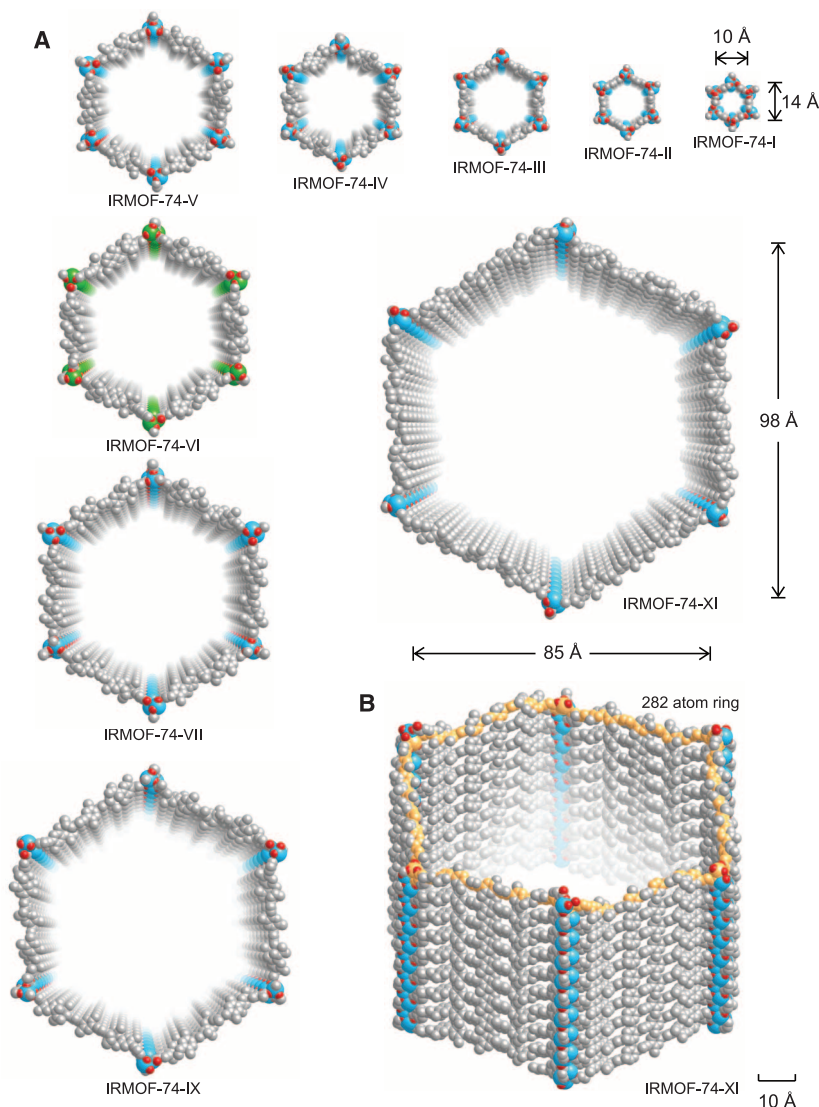 A
10 Å
14 Å
IRMOF-74-V
IRMOF-74-IV
IRMOF-74-III
IRMOF-74-II
IRMOF-74-I
IRMOF-74-VI
98 Å
IRMOF-74-XI
85 Å
IRMOF-74-VII
B
282 atom ring
IRMOF-74-IX
IRMOF-74-XI
10 Å